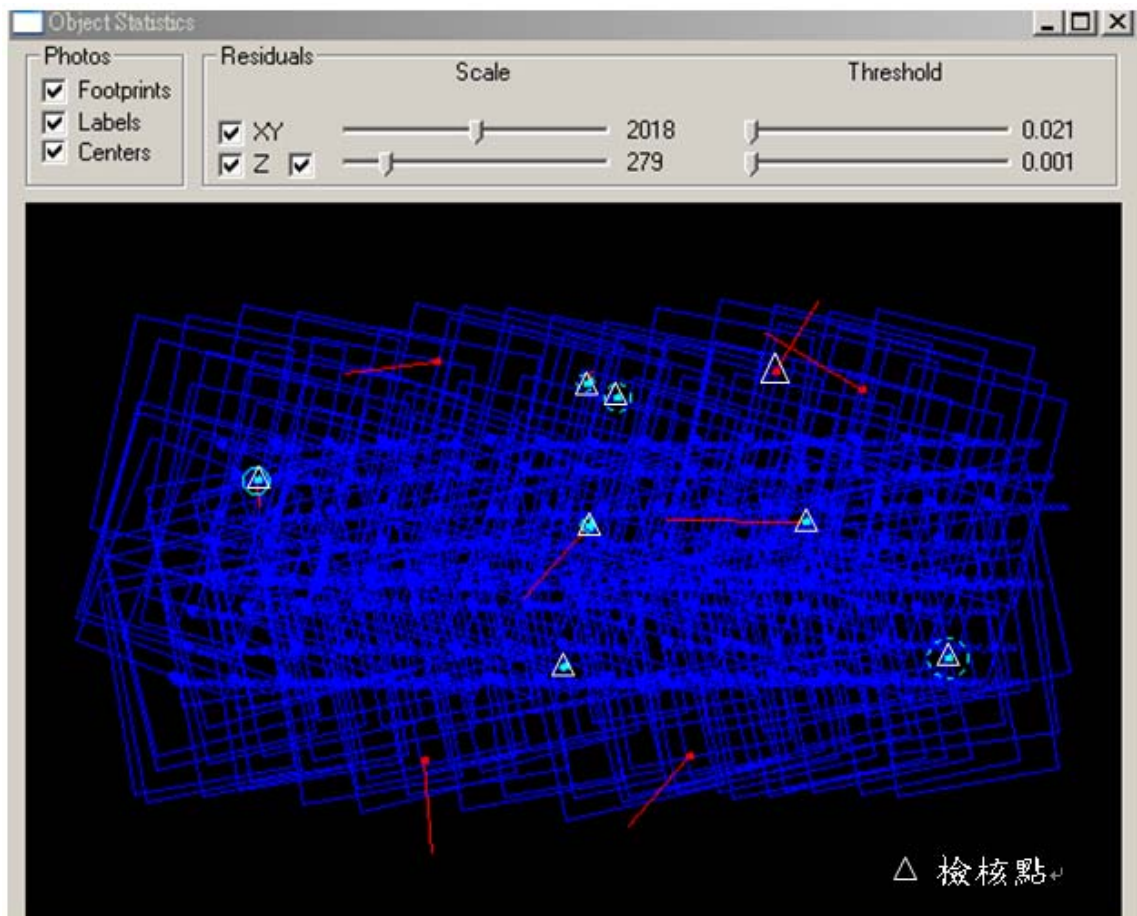 Object Statistics
Photos
Footprints
Labels
Centers
Residuals
Scale
Threshold
XY
2018
0.021
Z
279
0.001
檢核點